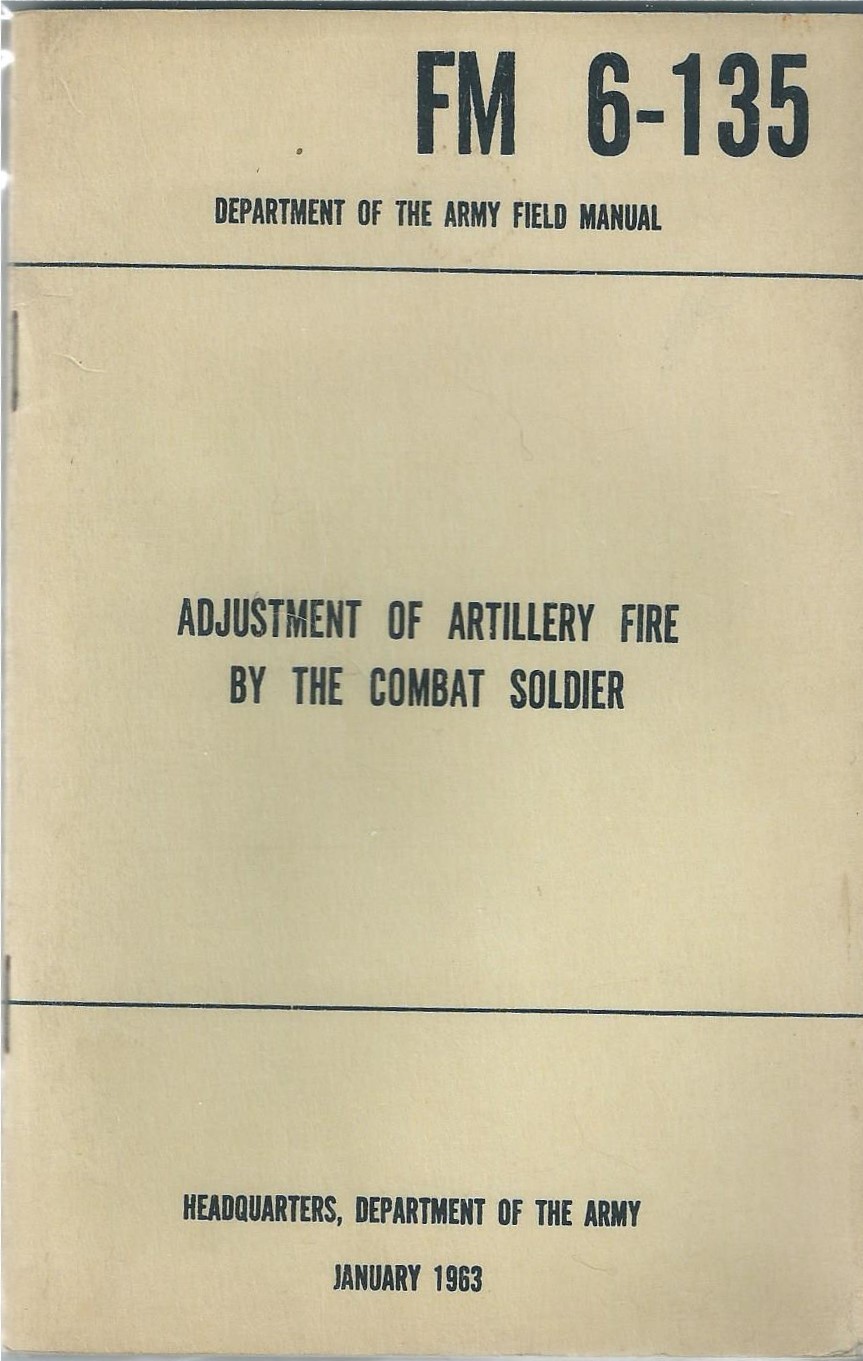 FM 6-135
DEPARTMENT OF THE ARMY FIELD MANUAL
ADJUSTMENT OF ARTILLERY FIRE
BY THE COMBAT SOLDIER
HEADQUARTERS, DEPARTMENT OF THE ARMY
JANUARY 1963